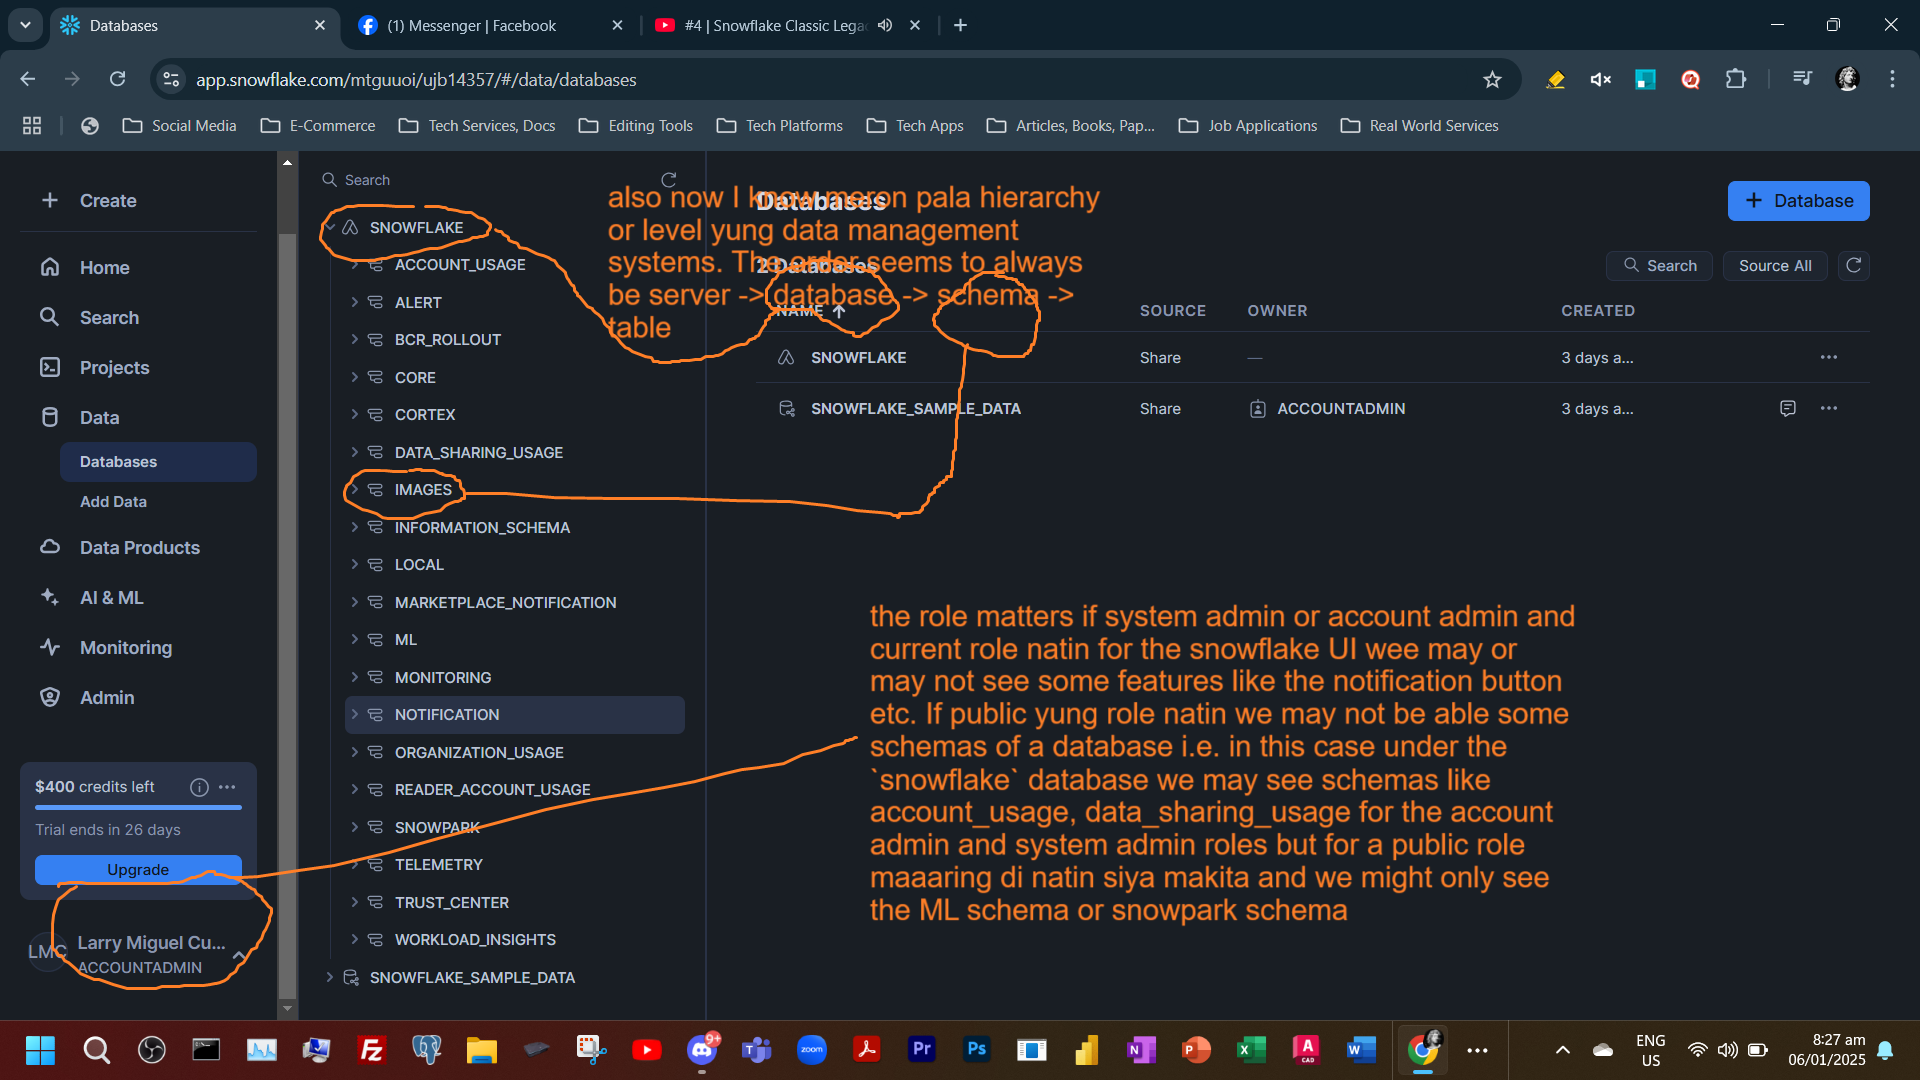 Databases
(1) Messenger | Facebook
#4 | Snowflake Classic Lega
app.snowflake.com/mtguuoi/ujb14357/#/data/databases
Social Media
E-Commerce
Tech Services, Docs
Editing Tools
Tech Platforms
Tech Apps
Articles, Books, Pap...
Job Applications
Real World Services
Create
Home
Search
Projects
Data
Databases
Add Data
Data Products
AI & ML
Monitoring
Admin
$400 credits left
Trial ends in 26 days
Upgrade
LMC
Larry Miguel Cu...
ACCOUNTADMIN
Search
SNOWFLAKE
ACCOUNT_USAGE
ALERT
BCR_ROLLOUT
CORE
CORTEX
DATA_SHARING_USAGE
IMAGES
INFORMATION_SCHEMA
LOCAL
MARKETPLACE_NOTIFICATION
ML
MONITORING
NOTIFICATION
ORGANIZATION_USAGE
READER_ACCOUNT_USAGE
SNOWPARK
TELEMETRY
TRUST_CENTER
WORKLOAD_INSIGHTS
SNOWFLAKE_SAMPLE_DATA
also now I know meron pala hierarchy
or level yung data management
systems. The order seems to always
be server -> database -> schema ->
table
Databases
Database
2 Databases
Search
Source All
NAME
SOURCE
OWNER
CREATED
SNOWFLAKE
Share
—
3 days a...
SNOWFLAKE_SAMPLE_DATA
Share
ACCOUNTADMIN
3 days a...
the role matters if system admin or account admin and
current role natin for the snowflake UI wee may or
may not see some features like the notification button
etc. If public yung role natin we may not be able some
schemas of a database i.e. in this case under the
`snowflake` database we may see schemas like
account_usage, data_sharing_usage for the account
admin and system admin roles but for a public role
maaaring di natin siya makita and we might only see
the ML schema or snowpark schema
9+
zoom
Pr
Ps
CAD
ENG
US
8:27 am
06/01/2025